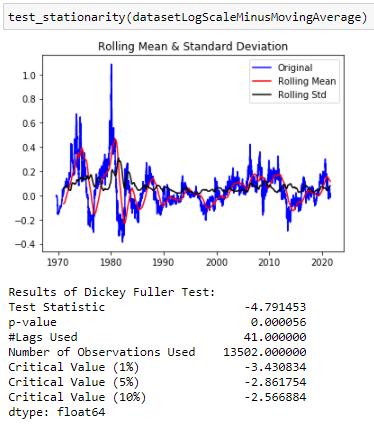 test_stationarity(datasetLogScaleMinusMovingAverage)
Rolling Mean & Standard Deviation
Original
Rolling Mean
Rolling Std
1.0
0.8
0.6
0.4
0.2
0.0
−0.2
−0.4
1970 1980 1990 2000 2010 2020
Results of Dickey Fuller Test:
Test Statistic -4.791453
p-value 0.000056
#Lags Used 41.000000
Number of Observations Used 13502.000000
Critical Value (1%) -3.430834
Critical Value (5%) -2.861754
Critical Value (10%) -2.566884
dtype: float64